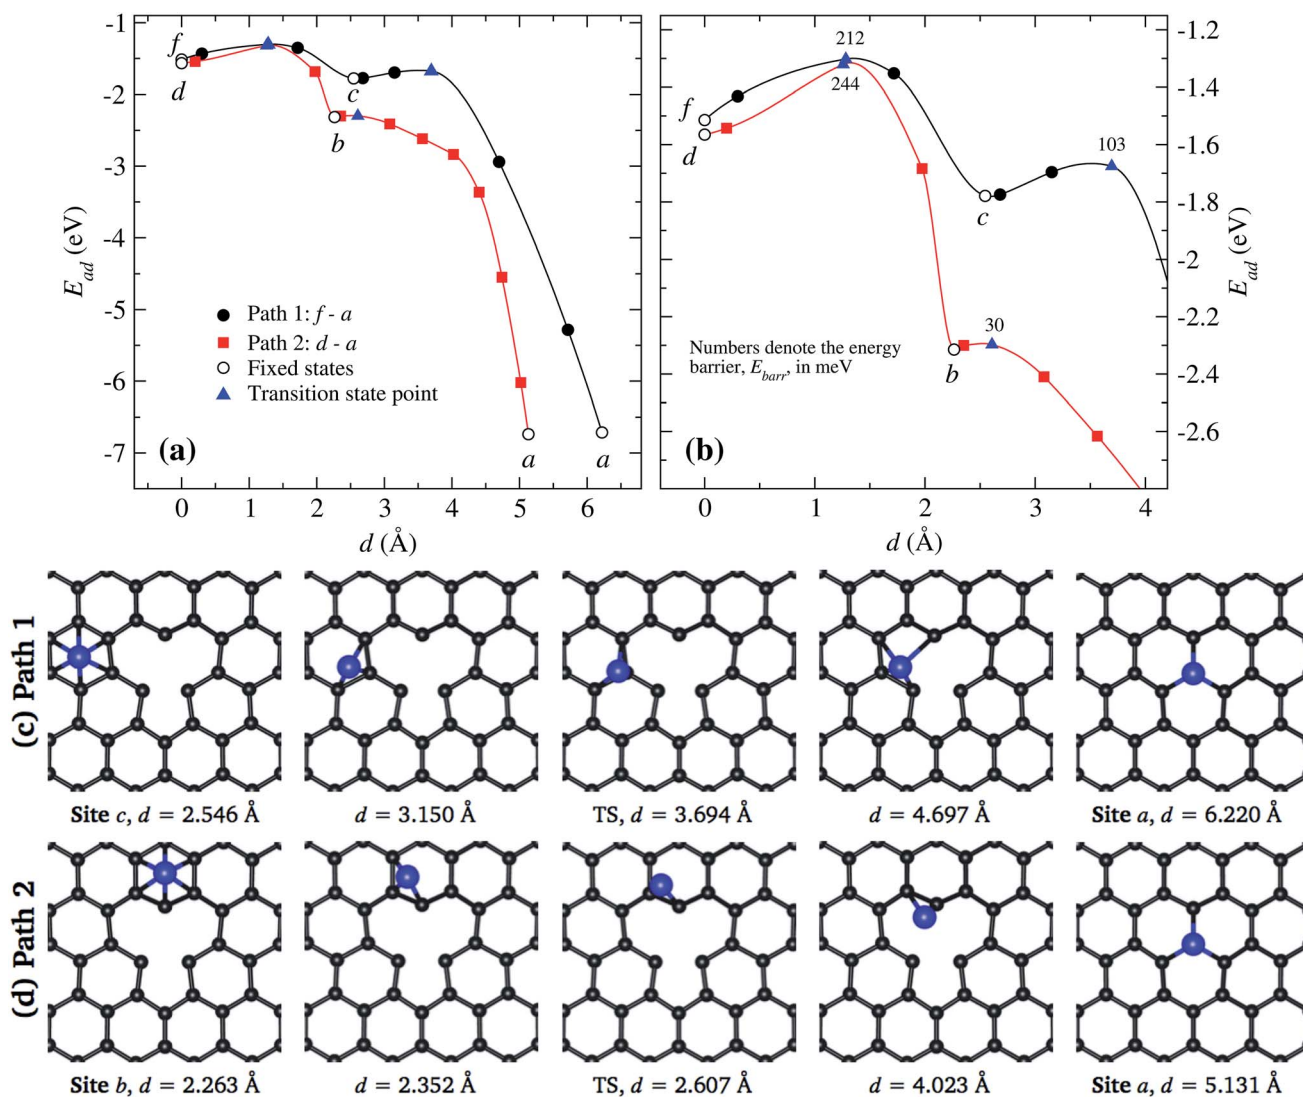 -1
-2
-3
-4
-5
-6
-7
E_ad (eV)
f
d
c
b
a
a
Path 1: f - a
Path 2: d - a
Fixed states
Transition state point
(a)
0 1 2 3 4 5 6
d (Å)
-1.2
-1.4
-1.6
-1.8
-2
-2.2
-2.4
-2.6
E_ad (eV)
212
244
103
30
f
d
c
b
Numbers denote the energy
barrier, E_barr, in meV
(b)
0 1 2 3 4
d (Å)
(c) Path 1
Site c, d = 2.546 Å d = 3.150 Å TS, d = 3.694 Å d = 4.697 Å Site a, d = 6.220 Å
(d) Path 2
Site b, d = 2.263 Å d = 2.352 Å TS, d = 2.607 Å d = 4.023 Å Site a, d = 5.131 Å